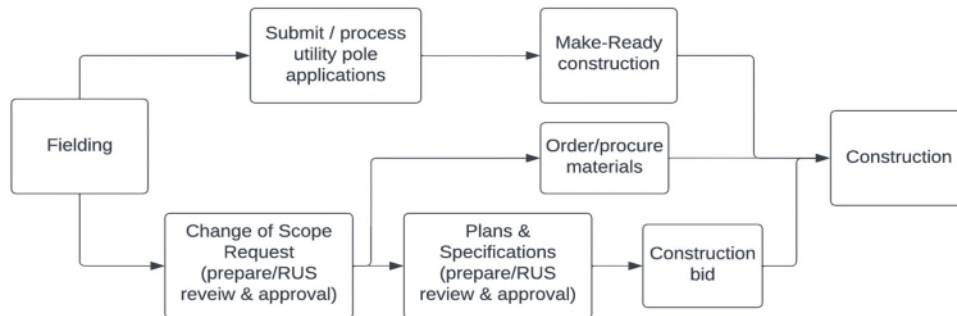 Submit / process
utility pole
applications
Make-Ready
construction
Fielding
Order/procure
materials
Construction
Change of Scope
Request
(prepare/RUS
reveiw & approval)
Plans &
Specifications
(prepare/RUS
review & approval)
Construction
bid